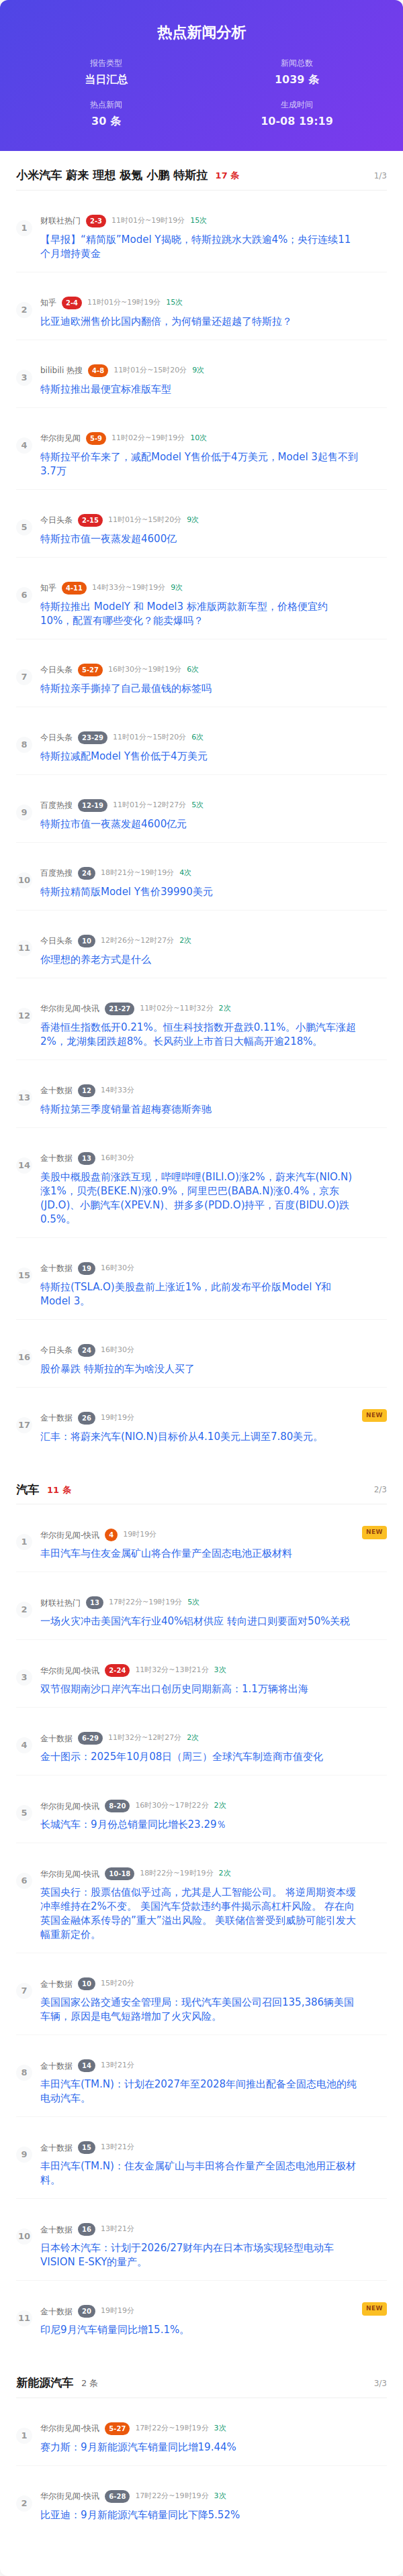 热点新闻分析
报告类型
当日汇总
新闻总数
1039 条
热点新闻
30 条
生成时间
10-08 19:19
小米汽车 蔚来 理想 极氪 小鹏 特斯拉 17 条 1/3
1 财联社热门 2-3 11时01分~19时19分 15次
【早报】“精简版”Model Y揭晓，特斯拉跳水大跌逾4%；央行连续11
个月增持黄金
2 知乎 2-4 11时01分~19时19分 15次
比亚迪欧洲售价比国内翻倍，为何销量还超越了特斯拉？
3 bilibili 热搜 4-8 11时01分~15时20分 9次
特斯拉推出最便宜标准版车型
4 华尔街见闻 5-9 11时02分~19时19分 10次
特斯拉平价车来了，减配Model Y售价低于4万美元，Model 3起售不到
3.7万
5 今日头条 2-15 11时01分~15时20分 9次
特斯拉市值一夜蒸发超4600亿
6 知乎 4-11 14时33分~19时19分 9次
特斯拉推出 ModelY 和 Model3 标准版两款新车型，价格便宜约
10%，配置有哪些变化？能卖爆吗？
7 今日头条 5-27 16时30分~19时19分 6次
特斯拉亲手撕掉了自己最值钱的标签吗
8 今日头条 23-29 11时01分~15时20分 6次
特斯拉减配Model Y售价低于4万美元
9 百度热搜 12-19 11时01分~12时27分 5次
特斯拉市值一夜蒸发超4600亿元
10 百度热搜 24 18时21分~19时19分 4次
特斯拉精简版Model Y售价39990美元
11 今日头条 10 12时26分~12时27分 2次
你理想的养老方式是什么
12 华尔街见闻-快讯 21-27 11时02分~11时32分 2次
香港恒生指数低开0.21%。恒生科技指数开盘跌0.11%。小鹏汽车涨超
2%，龙湖集团跌超8%。长风药业上市首日大幅高开逾218%。
13 金十数据 12 14时33分
特斯拉第三季度销量首超梅赛德斯奔驰
14 金十数据 13 16时30分
美股中概股盘前涨跌互现，哔哩哔哩(BILI.O)涨2%，蔚来汽车(NIO.N)
涨1%，贝壳(BEKE.N)涨0.9%，阿里巴巴(BABA.N)涨0.4%，京东
(JD.O)、小鹏汽车(XPEV.N)、拼多多(PDD.O)持平，百度(BIDU.O)跌
0.5%。
15 金十数据 19 16时30分
特斯拉(TSLA.O)美股盘前上涨近1%，此前发布平价版Model Y和
Model 3。
16 今日头条 24 16时30分
股价暴跌 特斯拉的车为啥没人买了
17 金十数据 26 19时19分 NEW
汇丰：将蔚来汽车(NIO.N)目标价从4.10美元上调至7.80美元。
汽车 11 条 2/3
1 华尔街见闻-快讯 4 19时19分 NEW
丰田汽车与住友金属矿山将合作量产全固态电池正极材料
2 财联社热门 13 17时22分~19时19分 5次
一场火灾冲击美国汽车行业40%铝材供应 转向进口则要面对50%关税
3 华尔街见闻-快讯 2-24 11时32分~13时21分 3次
双节假期南沙口岸汽车出口创历史同期新高：1.1万辆将出海
4 金十数据 6-29 11时32分~12时27分 2次
金十图示：2025年10月08日（周三）全球汽车制造商市值变化
5 华尔街见闻-快讯 8-20 16时30分~17时22分 2次
长城汽车：9月份总销量同比增长23.29％
6 华尔街见闻-快讯 10-18 18时22分~19时19分 2次
英国央行：股票估值似乎过高，尤其是人工智能公司。 将逆周期资本缓
冲率维持在2%不变。 美国汽车贷款违约事件揭示高杠杆风险。 存在向
英国金融体系传导的“重大”溢出风险。 美联储信誉受到威胁可能引发大
幅重新定价。
7 金十数据 10 15时20分
美国国家公路交通安全管理局：现代汽车美国公司召回135,386辆美国
车辆，原因是电气短路增加了火灾风险。
8 金十数据 14 13时21分
丰田汽车(TM.N)：计划在2027年至2028年间推出配备全固态电池的纯
电动汽车。
9 金十数据 15 13时21分
丰田汽车(TM.N)：住友金属矿山与丰田将合作量产全固态电池用正极材
料。
10 金十数据 16 13时21分
日本铃木汽车：计划于2026/27财年内在日本市场实现轻型电动车
VISION E-SKY的量产。
11 金十数据 20 19时19分 NEW
印尼9月汽车销量同比增15.1%。
新能源汽车 2 条 3/3
1 华尔街见闻-快讯 5-27 17时22分~19时19分 3次
赛力斯：9月新能源汽车销量同比增19.44%
2 华尔街见闻-快讯 6-28 17时22分~19时19分 3次
比亚迪：9月新能源汽车销量同比下降5.52%